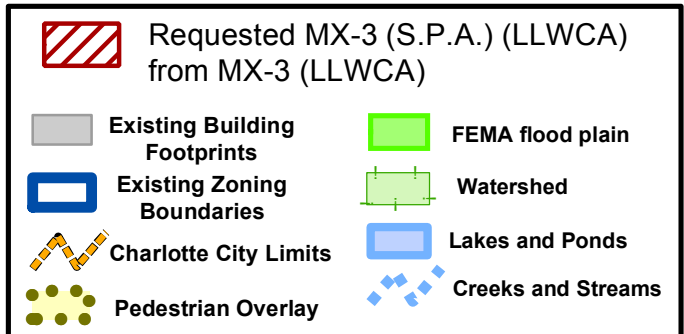 Requested MX-3 (S.P.A.) (LLWCA)
from MX-3 (LLWCA)
Existing Building
Footprints
Existing Zoning
Boundaries
Charlotte City Limits
Pedestrian Overlay
FEMA flood plain
Watershed
Lakes and Ponds
Creeks and Streams